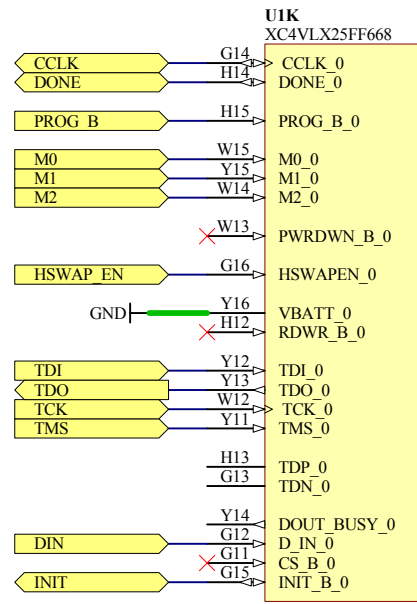 U1K
XC4VLX25FF668
CCLK G14 CCLK_0
DONE H14 DONE_0
PROG_B H15 PROG_B_0
M0 W15 M0_0
M1 Y15 M1_0
M2 W14 M2_0
W13 PWRDWN_B_0
HSWAP_EN G16 HSWAPEN_0
GND Y16 VBATT_0
H12 RDWR_B_0
TDI Y12 TDI_0
TDO Y13 TDO_0
TCK W12 TCK_0
TMS Y11 TMS_0
H13 TDP_0
G13 TDN_0
Y14 DOUT_BUSY_0
DIN G12 D_IN_0
G11 CS_B_0
INIT G15 INIT_B_0